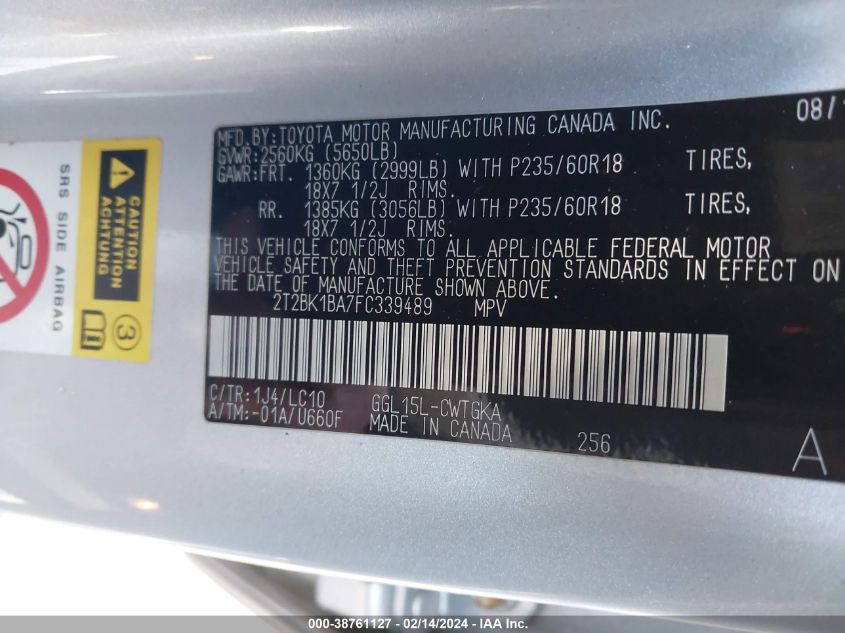 MFD.BY:TOYOTA MOTOR MANUFACTURING CANADA INC. 08/
GVWR:2560KG (5650LB)
GAWR:FRT. 1360KG (2999LB) WITH P235/60R18 TIRES,
18X7 1/2J RIMS.
RR. 1385KG (3056LB) WITH P235/60R18 TIRES,
18X7 1/2J RIMS.
THIS VEHICLE CONFORMS TO ALL APPLICABLE FEDERAL MOTOR
VEHICLE SAFETY AND THEFT PREVENTION STANDARDS IN EFFECT ON
THE DATE OF MANUFACTURE SHOWN ABOVE.
2T2BK1BA7FC339489 MPV
C/TR:1J4/LC10 GGL15L-CWTGKA
A/TM:-01A/U660F MADE IN CANADA 256 A
SRS SIDE AIRBAG
CAUTION
ATTENTION
ACHTUNG
3
000-38761127 - 02/14/2024 - IAA Inc.